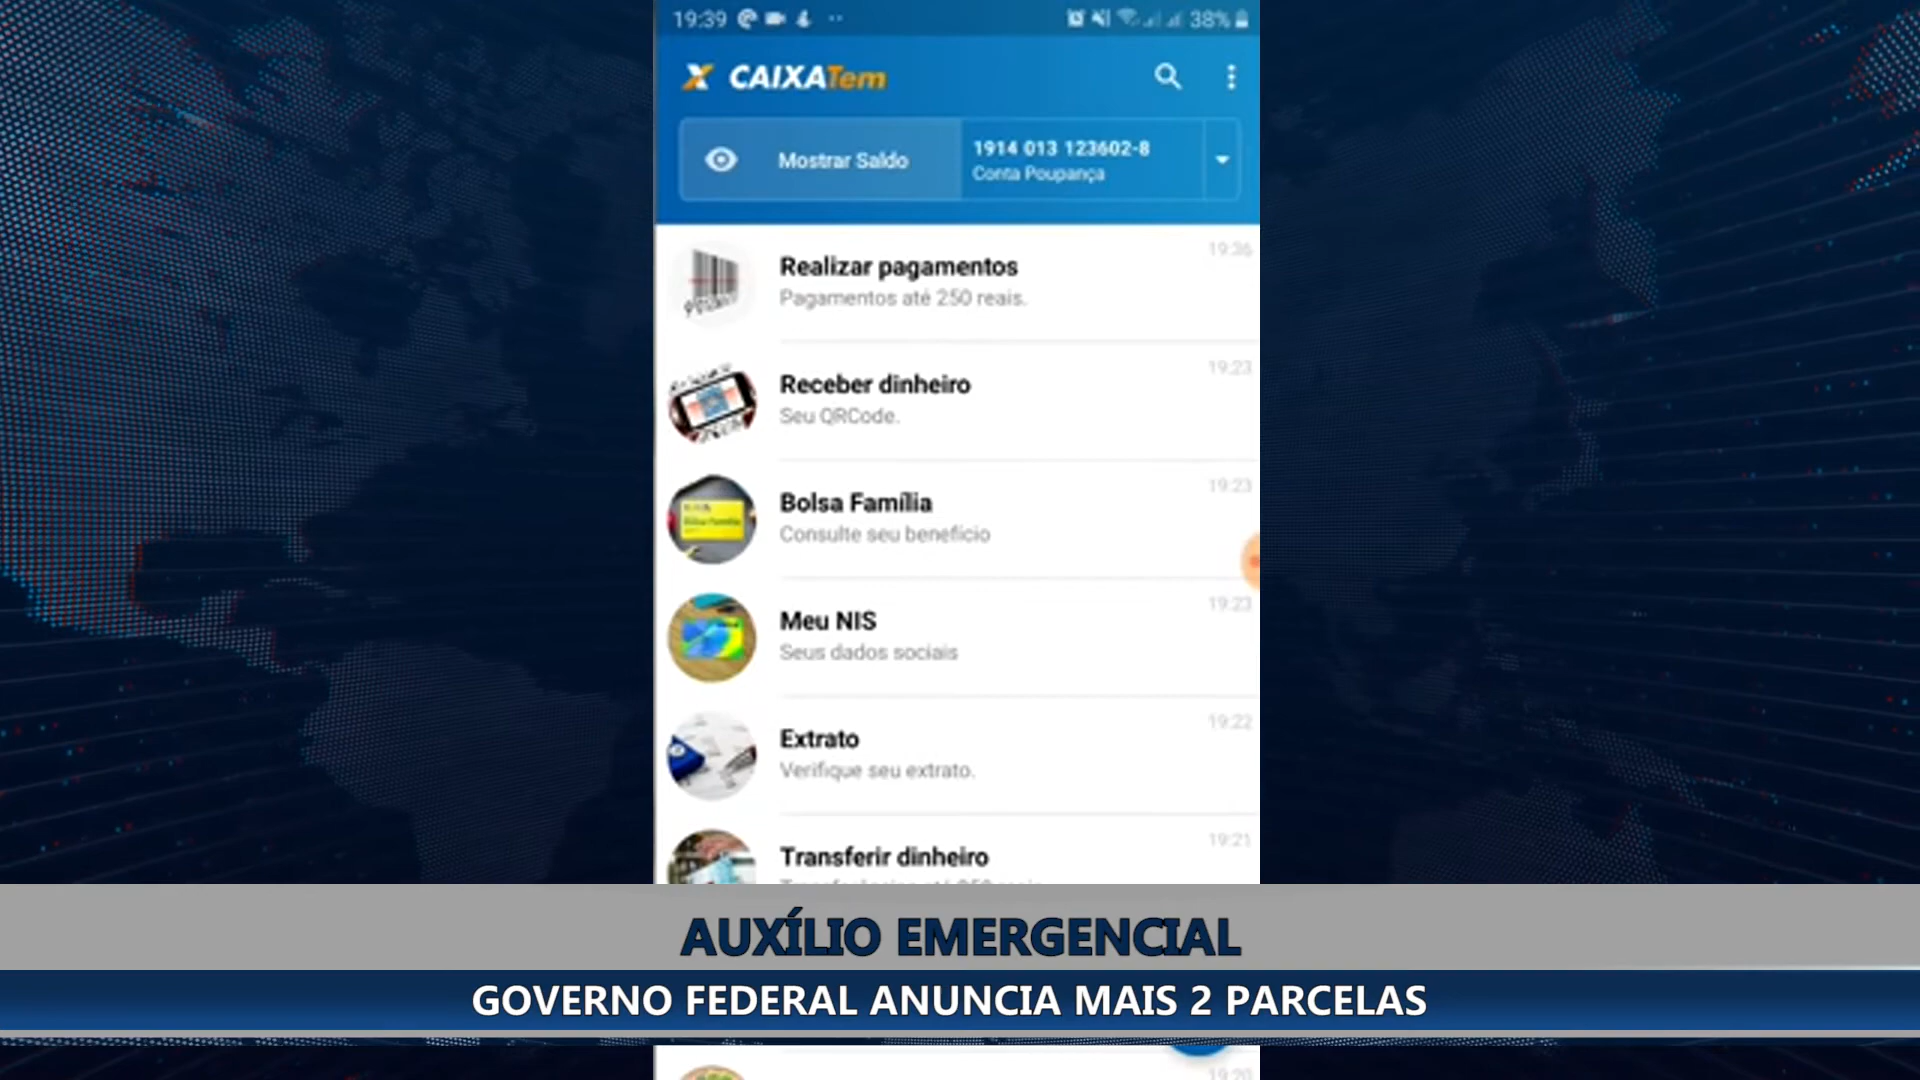 19:39
38%
CAIXATem
Mostrar Saldo
1914 013 123602-8
Conta Poupança
19:36
Realizar pagamentos
Pagamentos até 250 reais.
19:23
Receber dinheiro
Seu QRCode.
19:23
Bolsa Família
Consulte seu benefício
19:23
Meu NIS
Seus dados sociais
19:22
Extrato
Verifique seu extrato.
19:21
Transferir dinheiro
AUXÍLIO EMERGENCIAL
GOVERNO FEDERAL ANUNCIA MAIS 2 PARCELAS
19:20